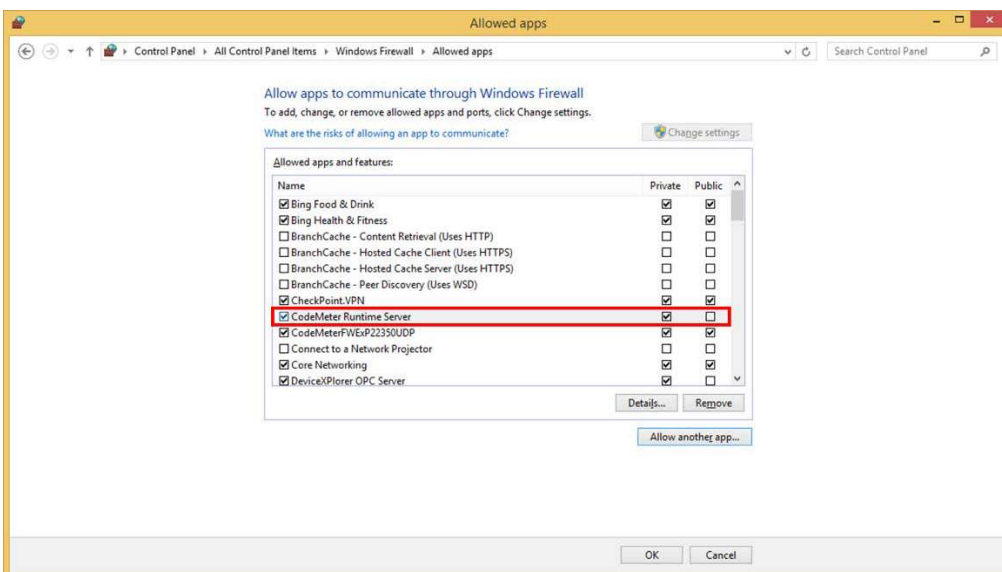 Allowed apps
Control Panel › All Control Panel Items › Windows Firewall › Allowed apps
Search Control Panel
Allow apps to communicate through Windows Firewall
To add, change, or remove allowed apps and ports, click Change settings.
What are the risks of allowing an app to communicate?
Change settings
Allowed apps and features:
Name Private Public
Bing Food & Drink
Bing Health & Fitness
BranchCache - Content Retrieval (Uses HTTP)
BranchCache - Hosted Cache Client (Uses HTTPS)
BranchCache - Hosted Cache Server (Uses HTTPS)
BranchCache - Peer Discovery (Uses WSD)
CheckPoint.VPN
CodeMeter Runtime Server
CodeMeterFWExP22350UDP
Connect to a Network Projector
Core Networking
DeviceXPlorer OPC Server
Details... Remove
Allow another app...
OK Cancel